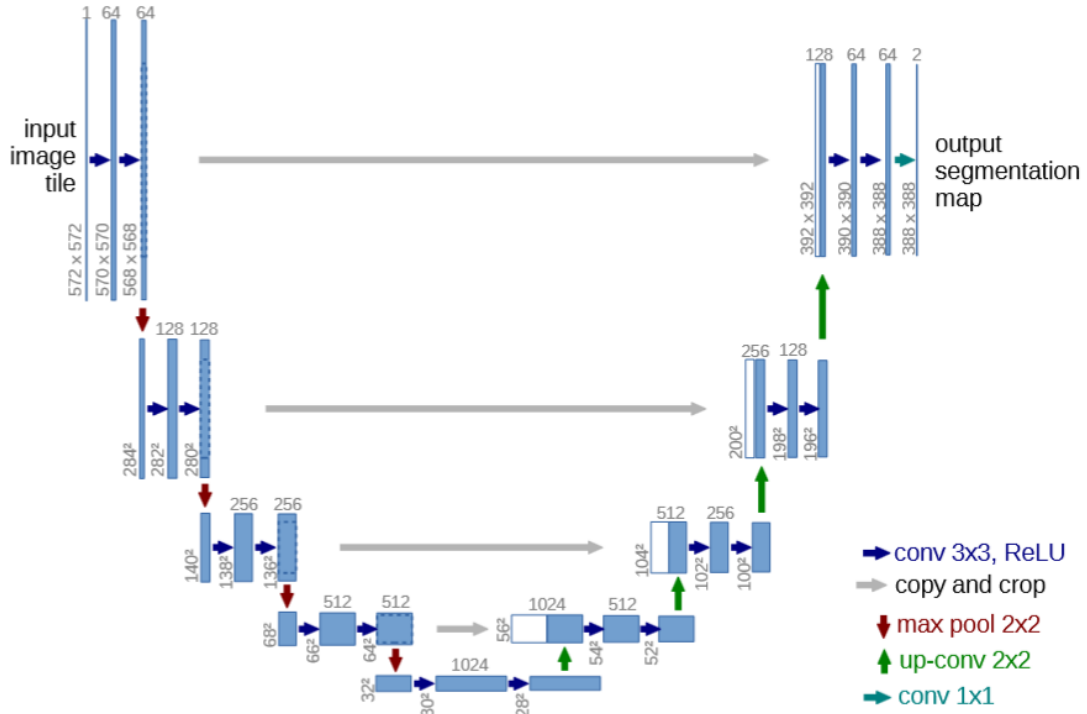 1 64 64
input
image
tile
572 x 572
570 x 570
568 x 568
128 64 64 2
output
segmentation
map
392 x 392
390 x 390
388 x 388
388 x 388
128 128
284²
282²
280²
256 128
200²
198²
196²
256 256
140²
138²
136²
512 256
104²
102²
100²
512 512
68²
66²
64²
1024 512
56²
54²
52²
1024
32²
30²
28²
conv 3x3, ReLU
copy and crop
max pool 2x2
up-conv 2x2
conv 1x1